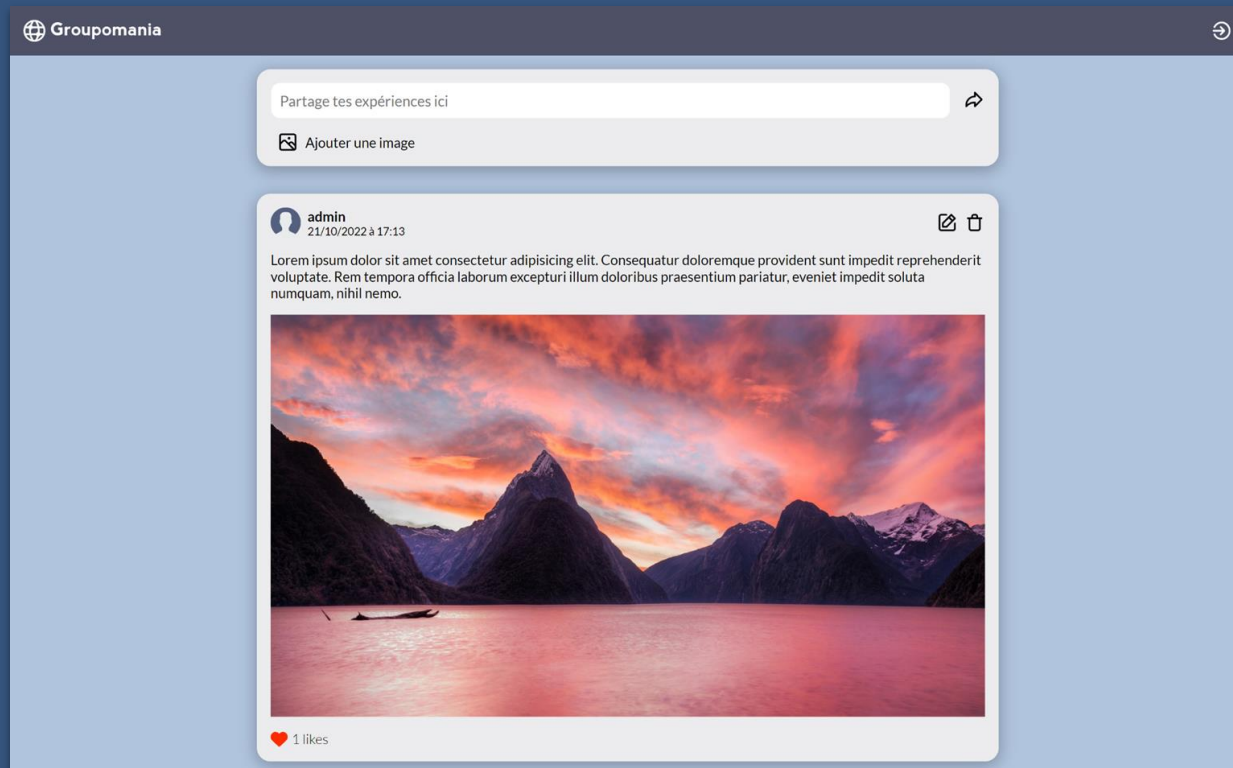 Groupomania
Partage tes expériences ici
Ajouter une image
admin
21/10/2022 à 17:13
Lorem ipsum dolor sit amet consectetur adipisicing elit. Consequatur doloremque provident sunt impedit reprehenderit
voluptate. Rem tempora officia laborum excepturi illum doloribus praesentium pariatur, eveniet impedit soluta
numquam, nihil nemo.
1 likes